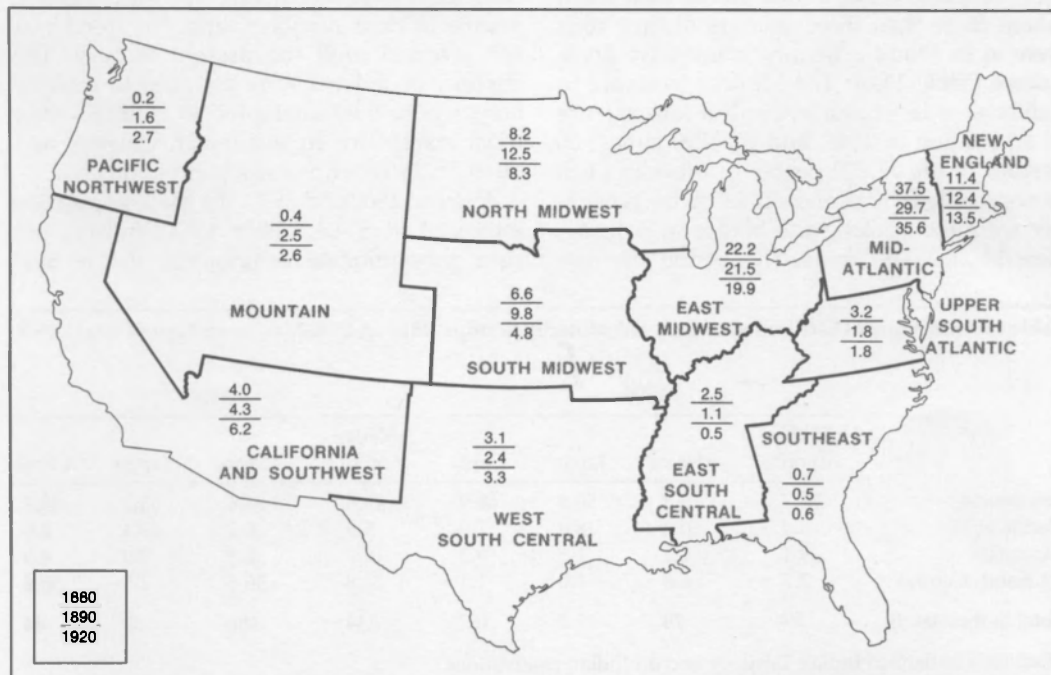 0.2
1.6
2.7
PACIFIC
NORTHWEST
8.2
12.5
8.3
NORTH MIDWEST
NEW
ENGLAND
11.4
12.4
13.5
37.5
29.7
35.6
MID-
ATLANTIC
0.4
2.5
2.6
MOUNTAIN
22.2
21.5
19.9
EAST
MIDWEST
6.6
9.8
4.8
SOUTH MIDWEST
3.2
1.8
1.8
UPPER
SOUTH
ATLANTIC
4.0
4.3
6.2
CALIFORNIA
AND SOUTHWEST
2.5
1.1
0.5
SOUTHEAST
3.1
2.4
3.3
WEST
SOUTH CENTRAL
EAST
SOUTH
CENTRAL
0.7
0.5
0.6
1860
1890
1920